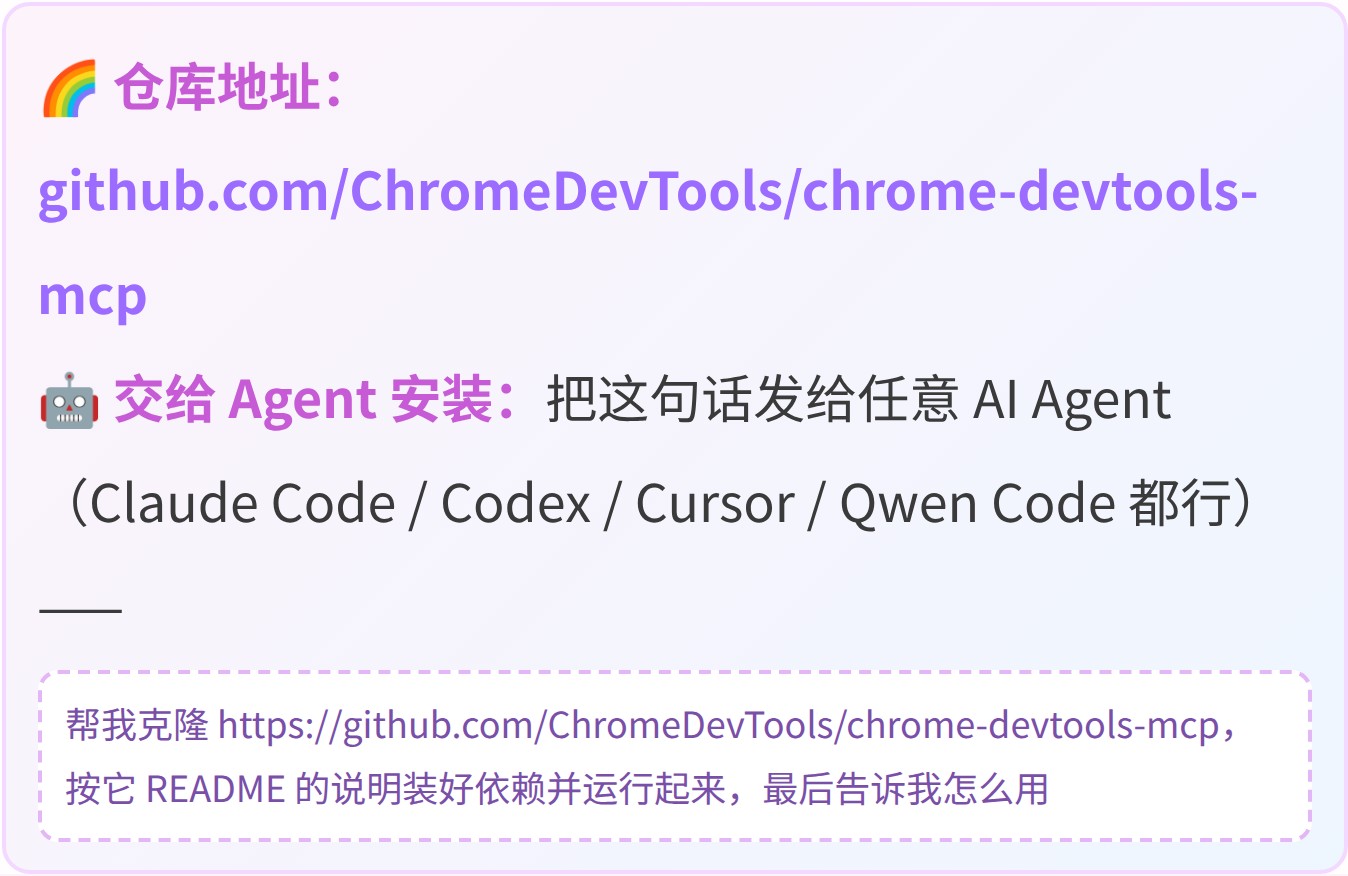 🌈 仓库地址：
github.com/ChromeDevTools/chrome-devtools-
mcp
🤖 交给 Agent 安装：把这句话发给任意 AI Agent
（Claude Code / Codex / Cursor / Qwen Code 都行）
——
帮我克隆 https://github.com/ChromeDevTools/chrome-devtools-mcp，
按它 README 的说明装好依赖并运行起来，最后告诉我怎么用